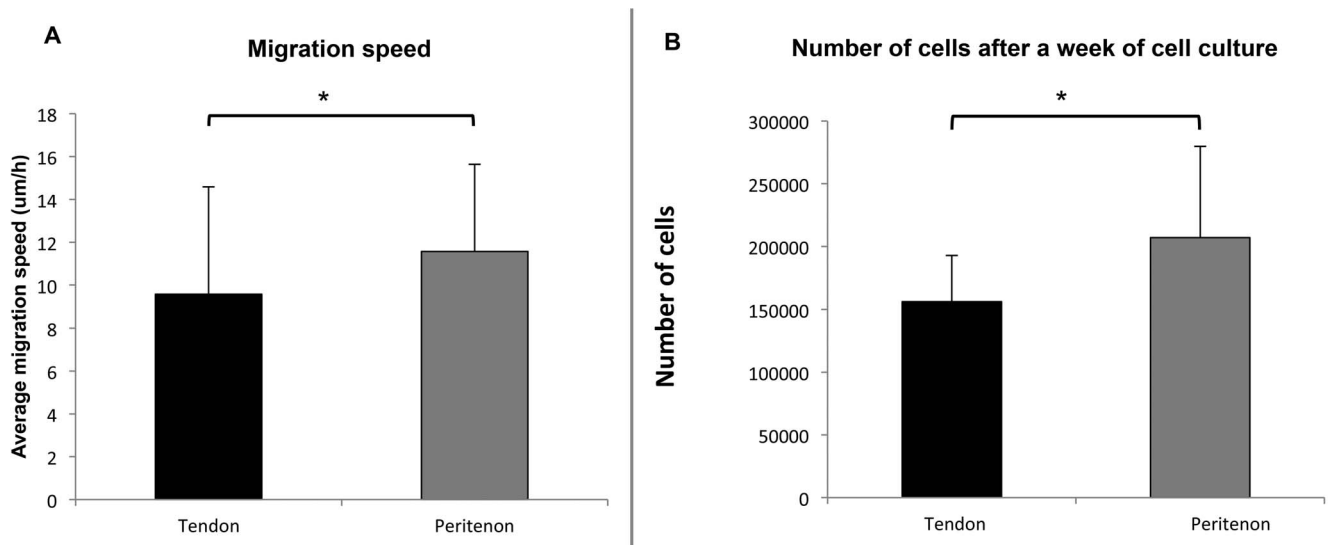 A
Migration speed
*
Average migration speed (um/h)
18
16
14
12
10
8
6
4
2
0
Tendon Peritenon
B
Number of cells after a week of cell culture
*
Number of cells
300000
250000
200000
150000
100000
50000
0
Tendon Peritenon